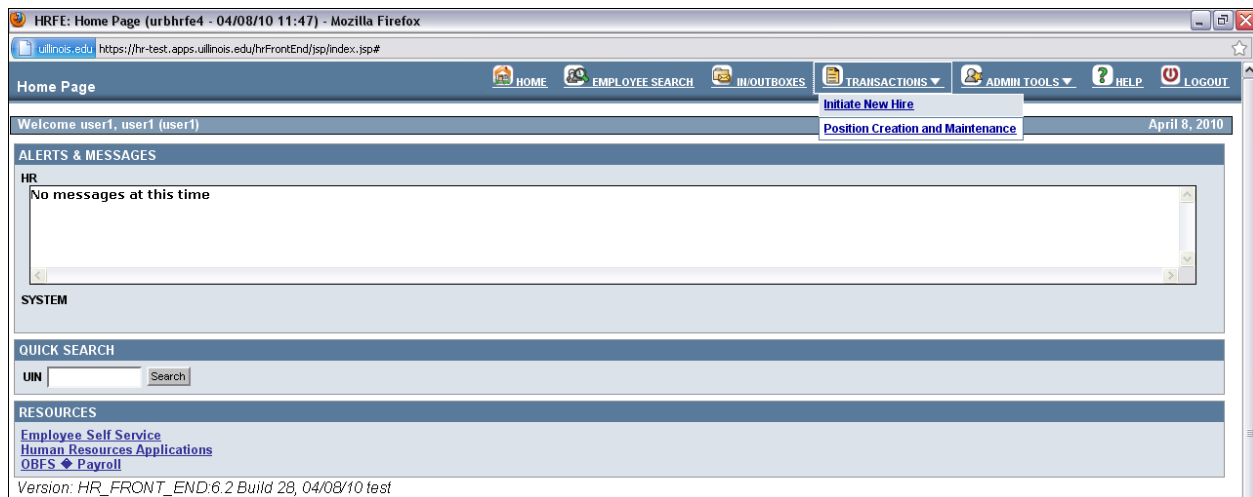 HRFE: Home Page (urbhrfe4 - 04/08/10 11:47) - Mozilla Firefox
uillinois.edu https://hr-test.apps.uillinois.edu/hrFrontEnd/jsp/index.jsp#
Home Page HOME EMPLOYEE SEARCH IN/OUTBOXES TRANSACTIONS ▼ ADMIN TOOLS ▼ HELP LOGOUT
Initiate New Hire
Position Creation and Maintenance
Welcome user1, user1 (user1) April 8, 2010
ALERTS & MESSAGES
HR
No messages at this time
SYSTEM
QUICK SEARCH
UIN Search
RESOURCES
Employee Self Service
Human Resources Applications
OBFS � Payroll
Version: HR_FRONT_END:6.2 Build 28, 04/08/10 test